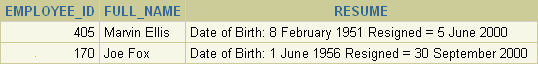 EMPLOYEE_ID FULL_NAME RESUME
405 Marvin Ellis Date of Birth: 8 February 1951 Resigned = 5 June 2000
170 Joe Fox Date of Birth: 1 June 1956 Resigned = 30 September 2000